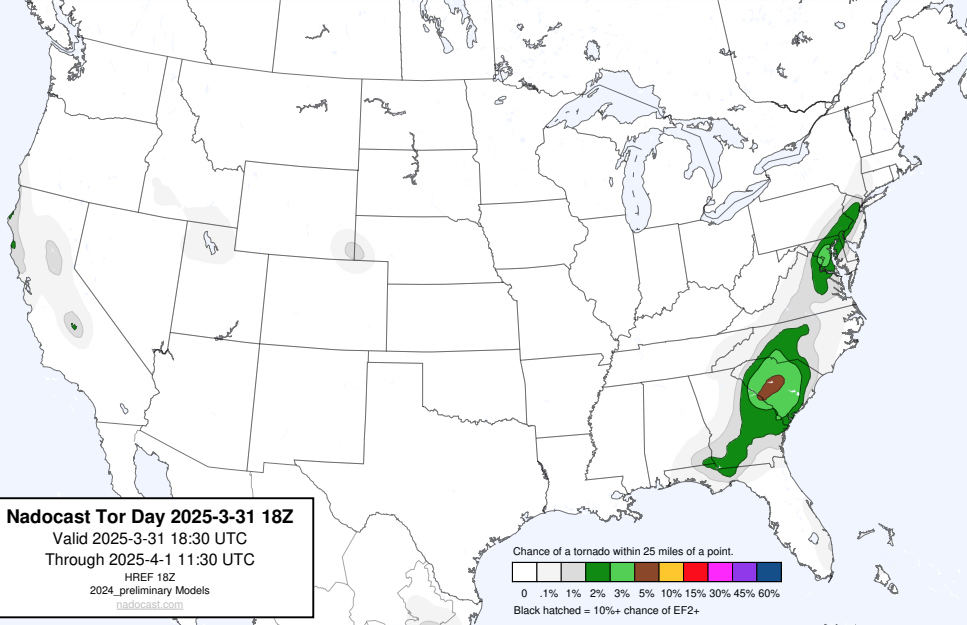 Nadocast Tor Day 2025-3-31 18Z
Valid 2025-3-31 18:30 UTC
Through 2025-4-1 11:30 UTC
HREF 18Z
2024_preliminary Models
nadocast.com
Chance of a tornado within 25 miles of a point.
0 .1% 1% 2% 3% 5% 10% 15% 30% 45% 60%
Black hatched = 10%+ chance of EF2+